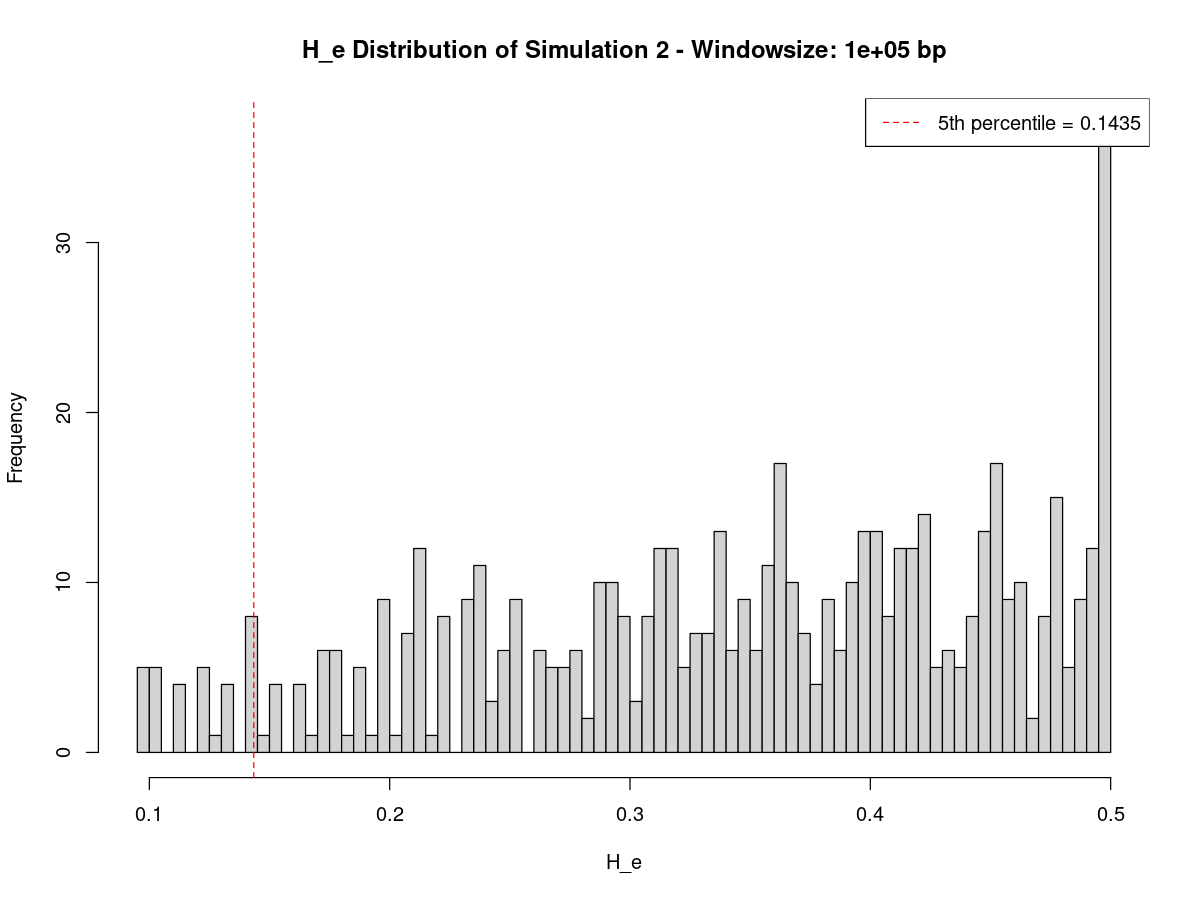 H_e Distribution of Simulation 2 - Windowsize: 1e+05 bp
5th percentile = 0.1435
30
20
10
0
Frequency
0.1 0.2 0.3 0.4 0.5
H_e